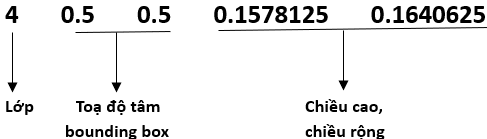 4 0.5 0.5 0.1578125 0.1640625
Lớp Toạ độ tâm Chiều cao,
bounding box chiều rộng